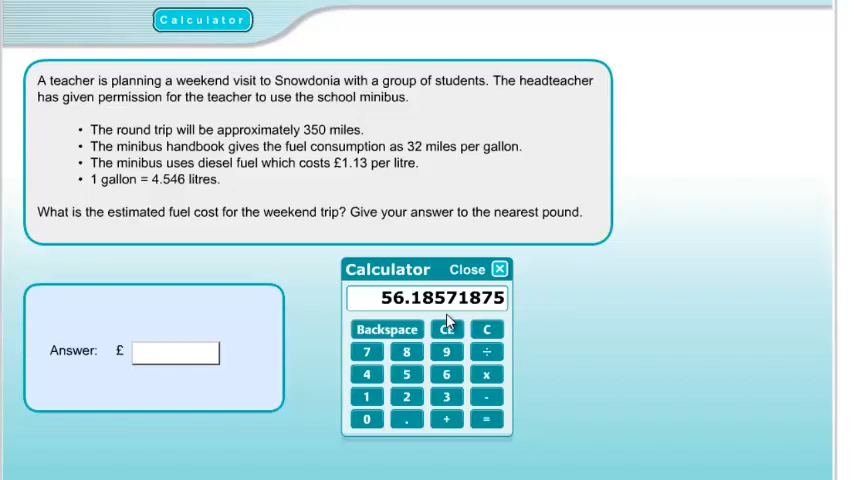 Calculator
A teacher is planning a weekend visit to Snowdonia with a group of students. The headteacher
has given permission for the teacher to use the school minibus.
• The round trip will be approximately 350 miles.
• The minibus handbook gives the fuel consumption as 32 miles per gallon.
• The minibus uses diesel fuel which costs £1.13 per litre.
• 1 gallon = 4.546 litres.
What is the estimated fuel cost for the weekend trip? Give your answer to the nearest pound.
Calculator Close ×
56.18571875
Backspace CE C
7 8 9 ÷
4 5 6 x
1 2 3 -
0 . + =
Answer: £